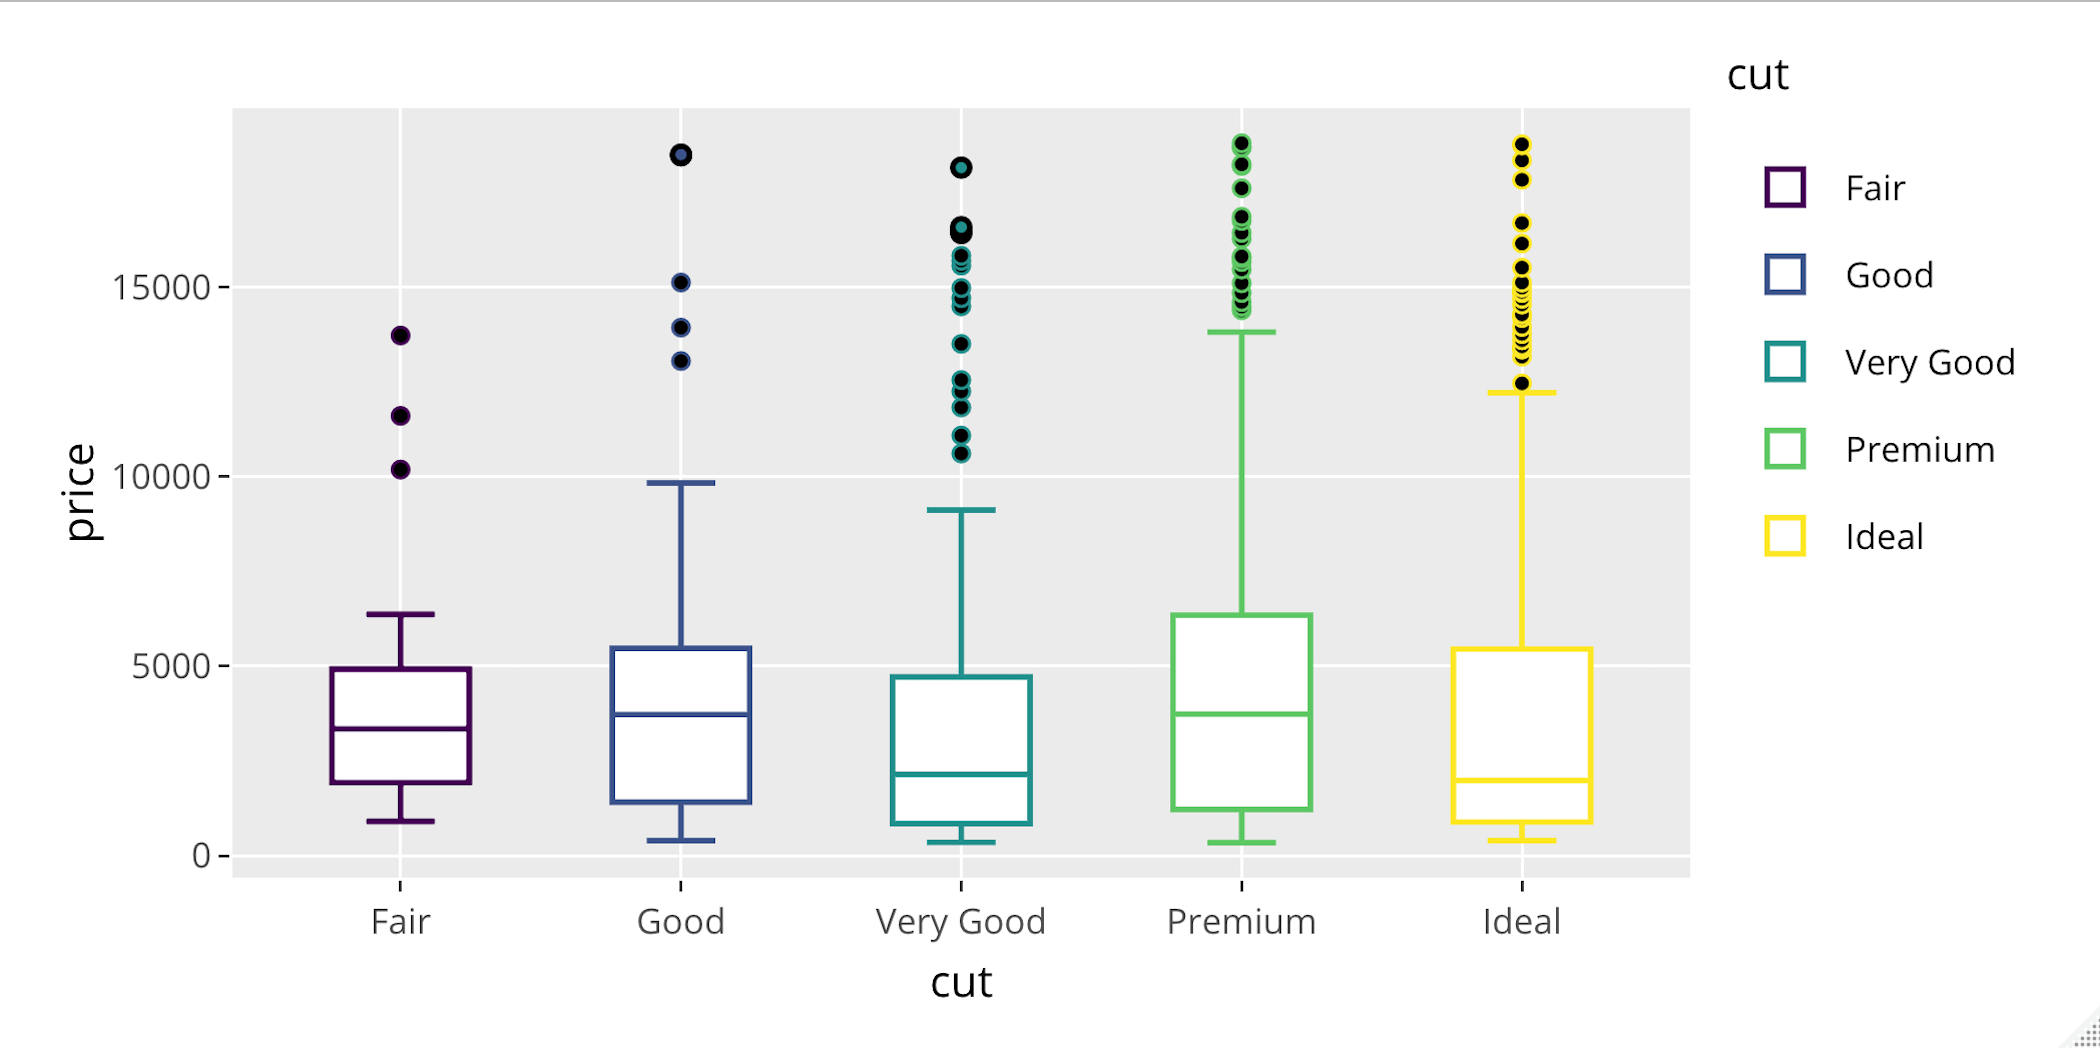 cut
Fair
Good
Very Good
Premium
Ideal
price
15000
10000
5000
0
Fair
Good
Very Good
Premium
Ideal
cut